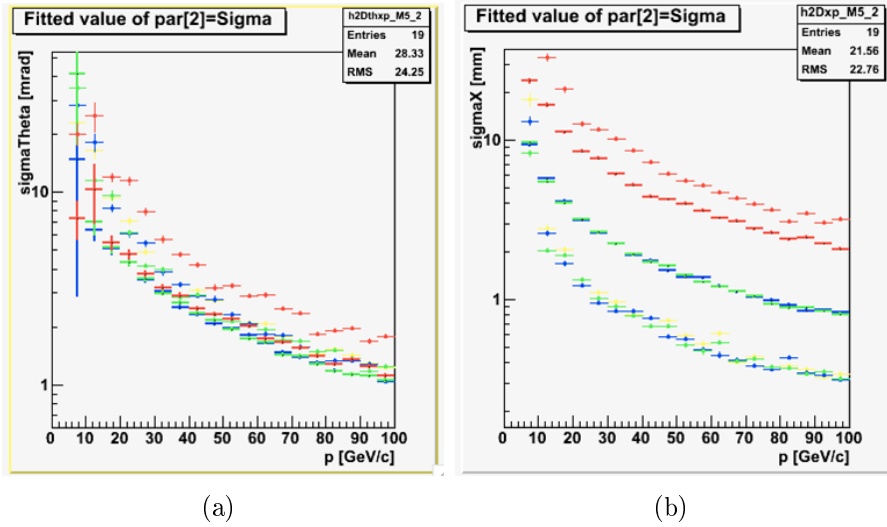 Fitted value of par[2]=Sigma
h2Dthxp_M5_2
Entries 19
Mean 28.33
RMS 24.25
sigmaTheta [mrad]
10
1
0 10 20 30 40 50 60 70 80 90 100
p [GeV/c]
(a)
Fitted value of par[2]=Sigma
h2Dxp_M5_2
Entries 19
Mean 21.56
RMS 22.76
sigmaX [mm]
10
1
0 10 20 30 40 50 60 70 80 90 100
p [GeV/c]
(b)